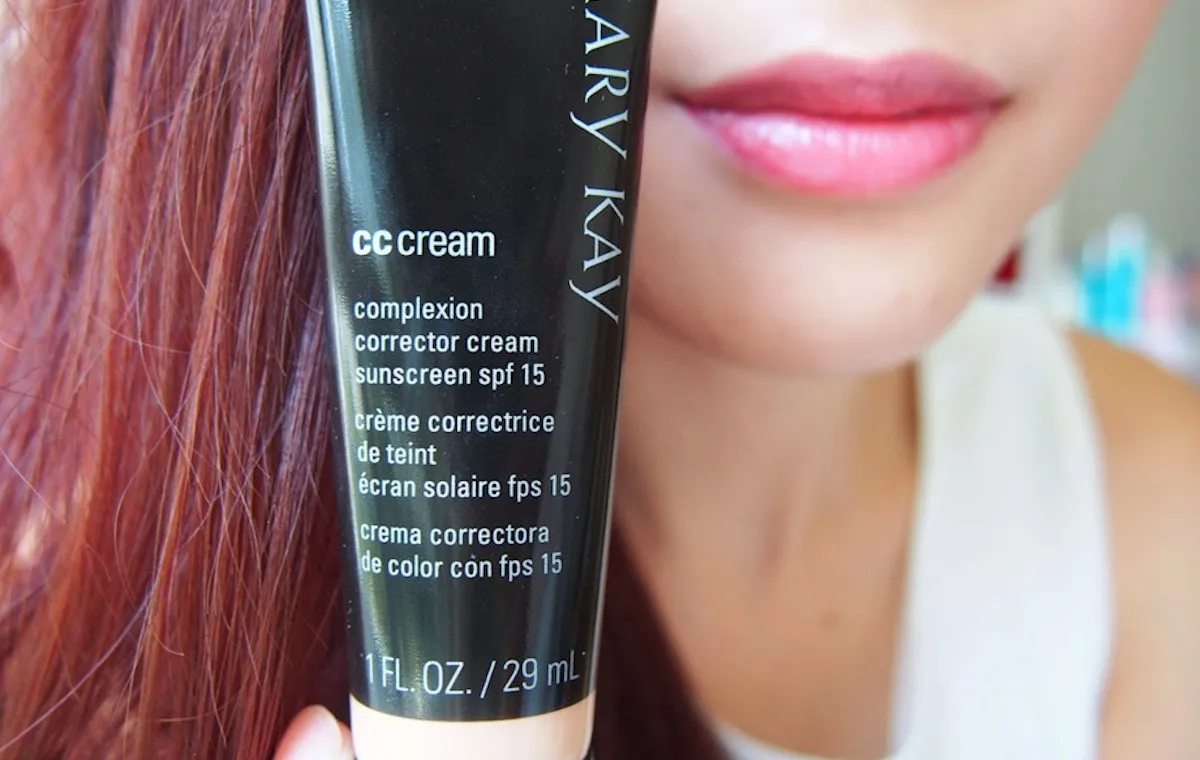 MARY KAY
cc cream
complexion
corrector cream
sunscreen spf 15
crème correctrice
de teint
écran solaire fps 15
crema correctora
de color con fps 15
1 FL. OZ. / 29 mL